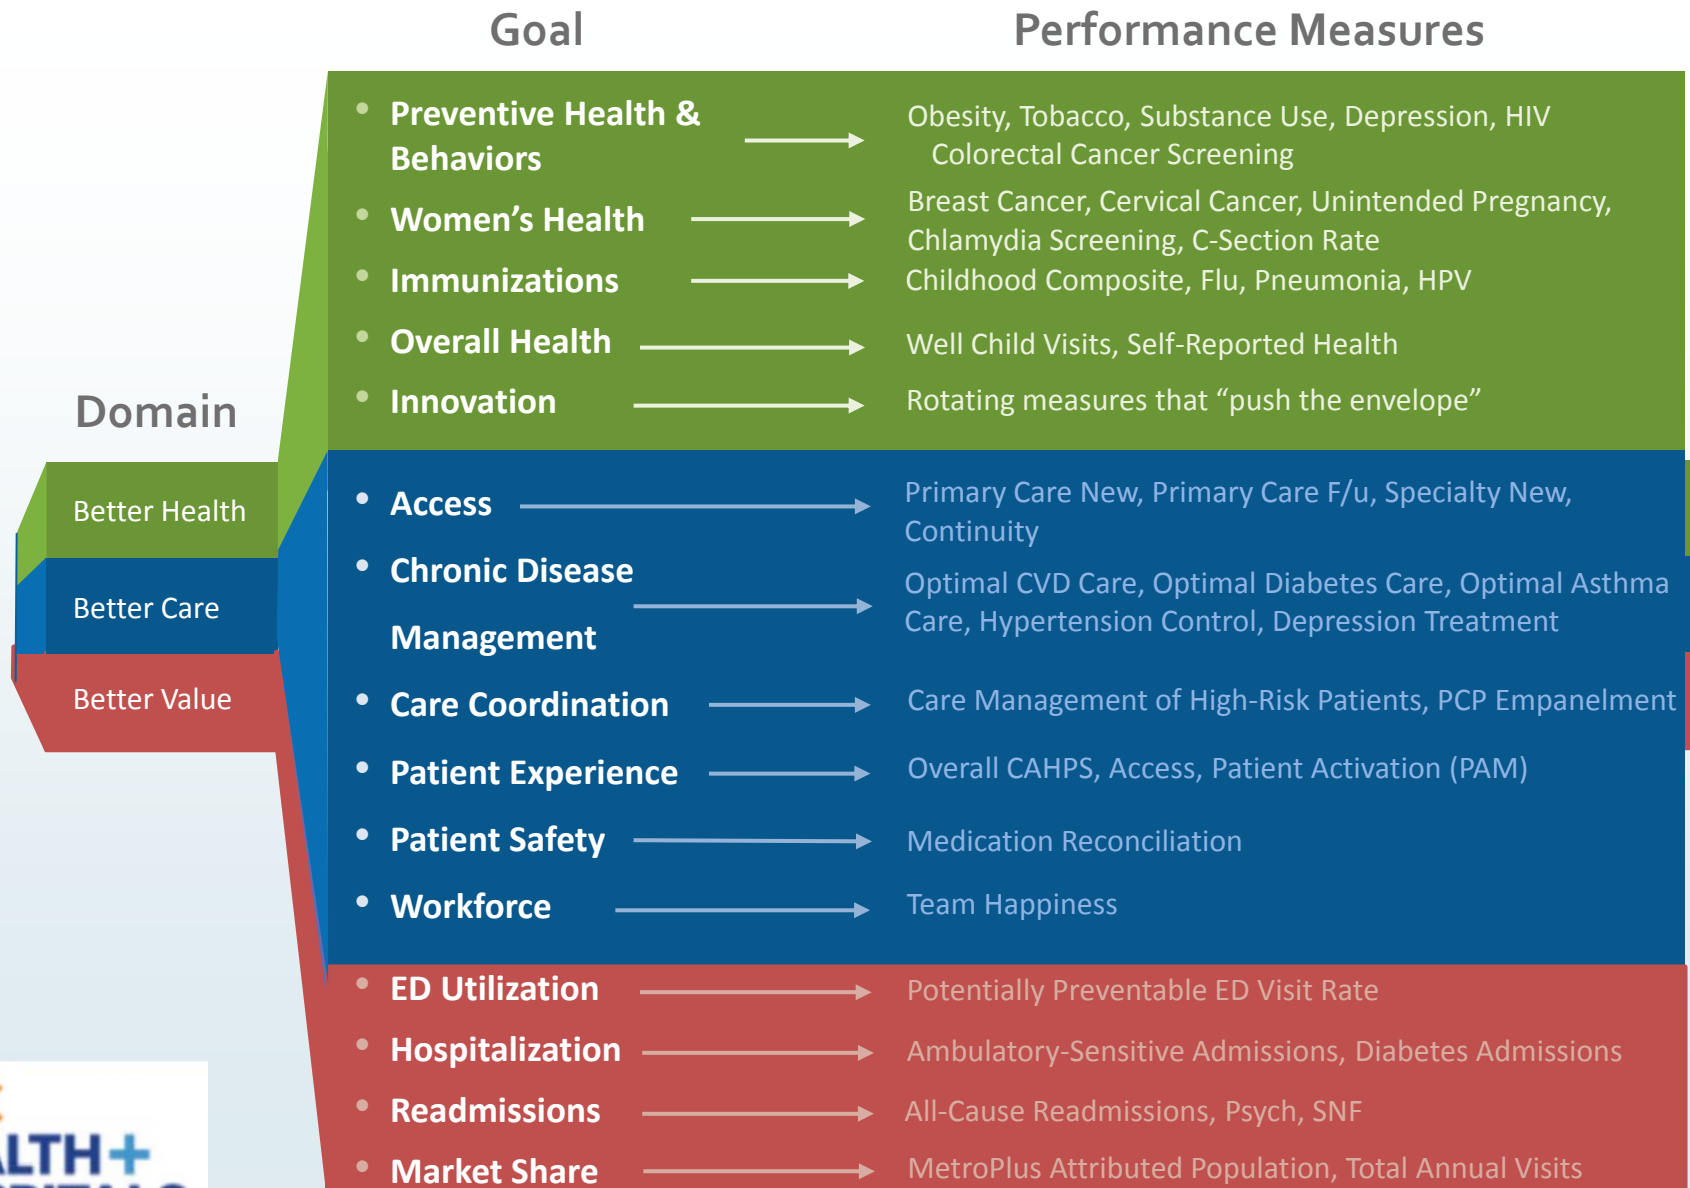 Goal
Performance Measures
Domain
Better Health
Better Care
Better Value
• Preventive Health &
Behaviors
Obesity, Tobacco, Substance Use, Depression, HIV
Colorectal Cancer Screening
• Women’s Health
Breast Cancer, Cervical Cancer, Unintended Pregnancy,
Chlamydia Screening, C-Section Rate
• Immunizations
Childhood Composite, Flu, Pneumonia, HPV
• Overall Health
Well Child Visits, Self-Reported Health
• Innovation
Rotating measures that “push the envelope”
• Access
Primary Care New, Primary Care F/u, Specialty New,
Continuity
• Chronic Disease
Management
Optimal CVD Care, Optimal Diabetes Care, Optimal Asthma
Care, Hypertension Control, Depression Treatment
• Care Coordination
Care Management of High-Risk Patients, PCP Empanelment
• Patient Experience
Overall CAHPS, Access, Patient Activation (PAM)
• Patient Safety
Medication Reconciliation
• Workforce
Team Happiness
• ED Utilization
Potentially Preventable ED Visit Rate
• Hospitalization
Ambulatory-Sensitive Admissions, Diabetes Admissions
• Readmissions
All-Cause Readmissions, Psych, SNF
• Market Share
MetroPlus Attributed Population, Total Annual Visits